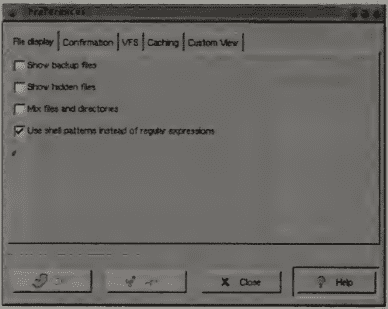 Preferences
File display Confirmation VFS Caching Custom View
Show backup files
Show hidden files
Mix files and directories
Use shell patterns instead of regular expressions
Close Help